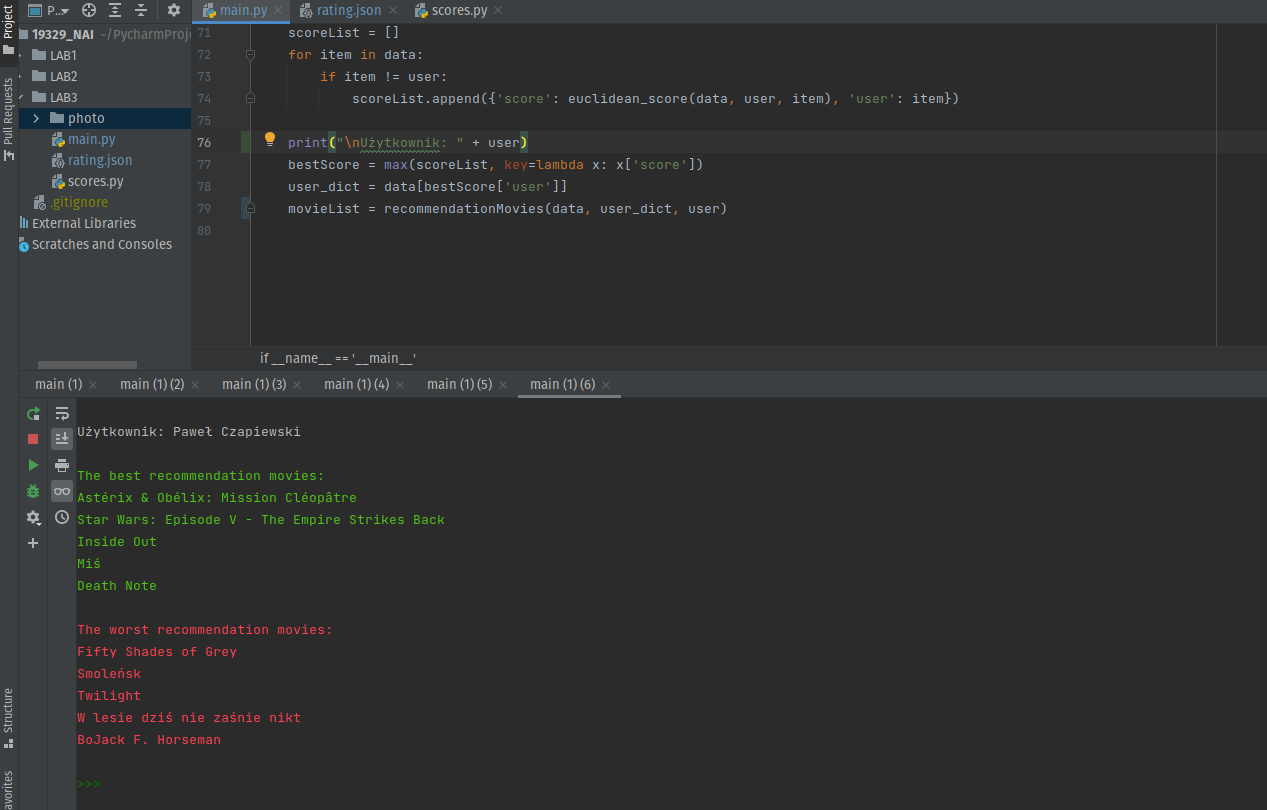 Project
Pull Requests
Structure
avorites
P...
19329_NAI ~/PycharmProj
LAB1
LAB2
LAB3
photo
main.py
rating.json
scores.py
.gitignore
External Libraries
Scratches and Consoles
main.py rating.json scores.py
71 scoreList = []
72 for item in data:
73 if item != user:
74 scoreList.append({'score': euclidean_score(data, user, item), 'user': item})
75
76 print("\nUżytkownik: " + user)
77 bestScore = max(scoreList, key=lambda x: x['score'])
78 user_dict = data[bestScore['user']]
79 movieList = recommendationMovies(data, user_dict, user)
80
if __name__ == '__main__'
main (1) main (1) (2) main (1) (3) main (1) (4) main (1) (5) main (1) (6)
Użytkownik: Paweł Czapiewski
The best recommendation movies:
Astérix & Obélix: Mission Cléopâtre
Star Wars: Episode V - The Empire Strikes Back
Inside Out
Miś
Death Note
The worst recommendation movies:
Fifty Shades of Grey
Smoleńsk
Twilight
W lesie dziś nie zaśnie nikt
BoJack F. Horseman
>>>